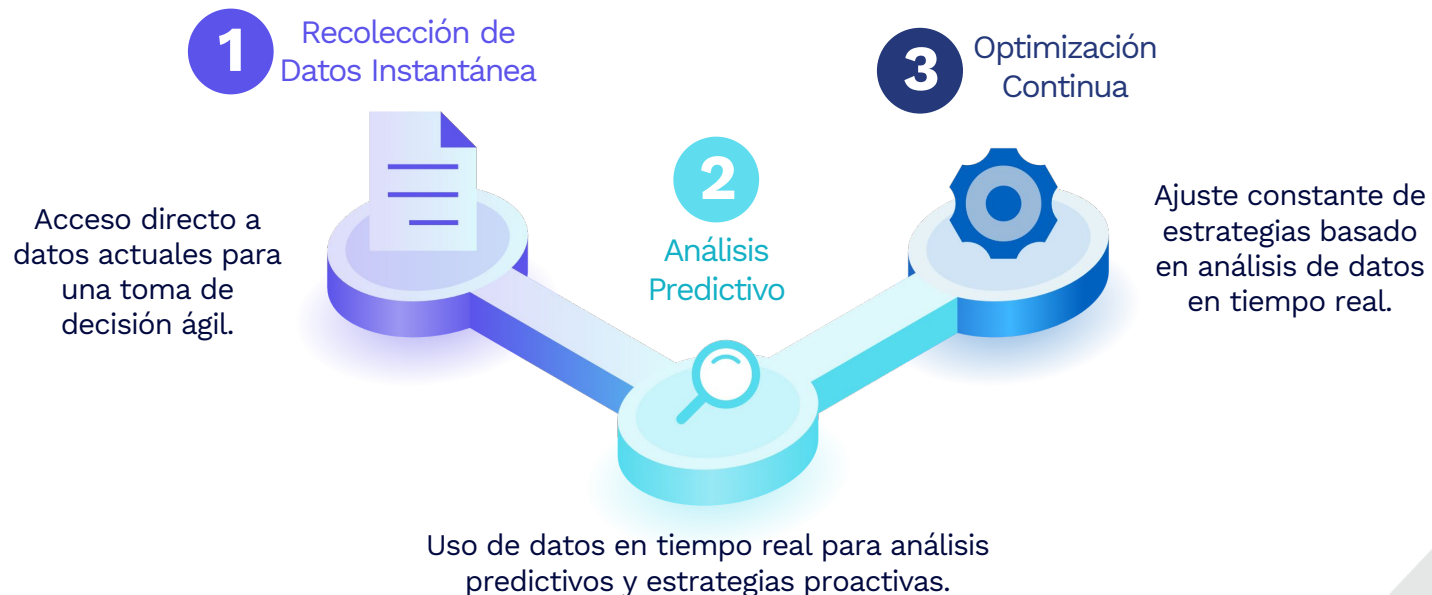 1
Recolección de
Datos Instantánea
Acceso directo a
datos actuales para
una toma de
decisión ágil.
2
Análisis
Predictivo
Uso de datos en tiempo real para análisis
predictivos y estrategias proactivas.
3
Optimización
Continua
Ajuste constante de
estrategias basado
en análisis de datos
en tiempo real.